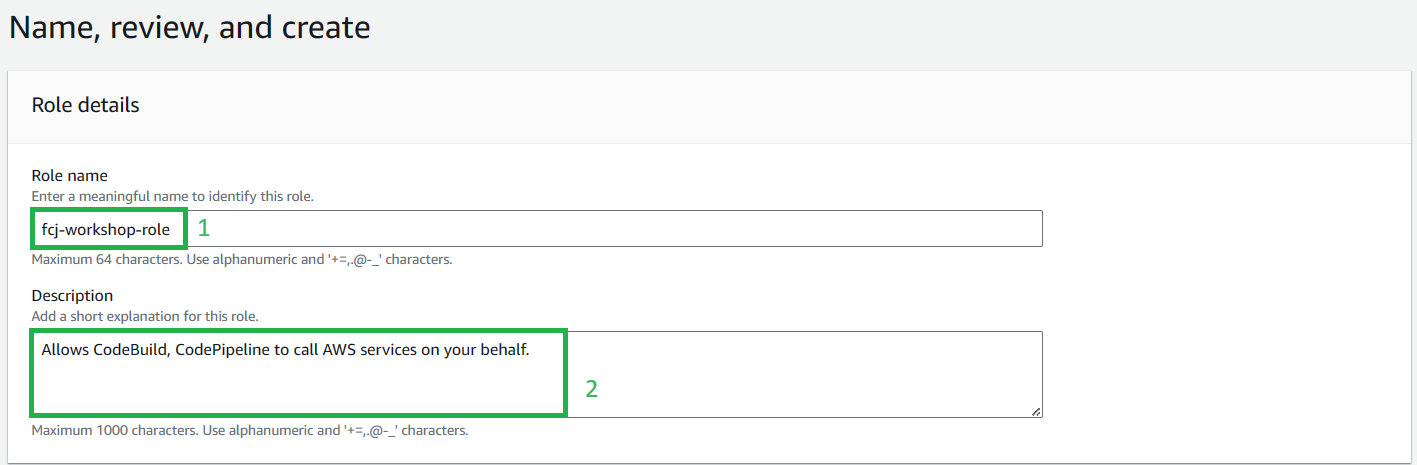 Name, review, and create
Role details
Role name
Enter a meaningful name to identify this role.
fcj-workshop-role 1
Maximum 64 characters. Use alphanumeric and '+=,.@-_' characters.
Description
Add a short explanation for this role.
Allows CodeBuild, CodePipeline to call AWS services on your behalf.
2
Maximum 1000 characters. Use alphanumeric and '+=,.@-_' characters.